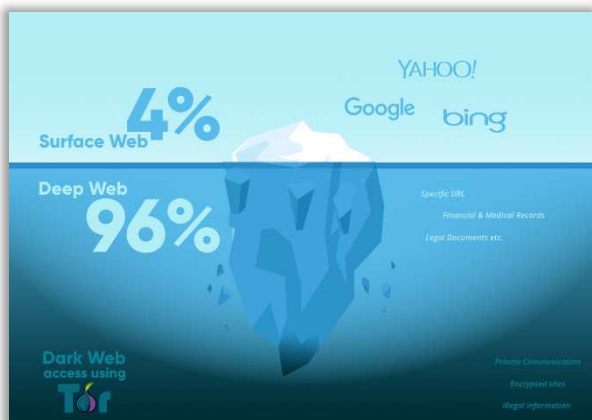 YAHOO!
4%
Google
bing
Surface Web
Deep Web
96%
Specific URL
Financial & Medical Records
Legal Documents etc.
Dark Web
access using
Tor
Private Communication
Encrypted sites
illegal information